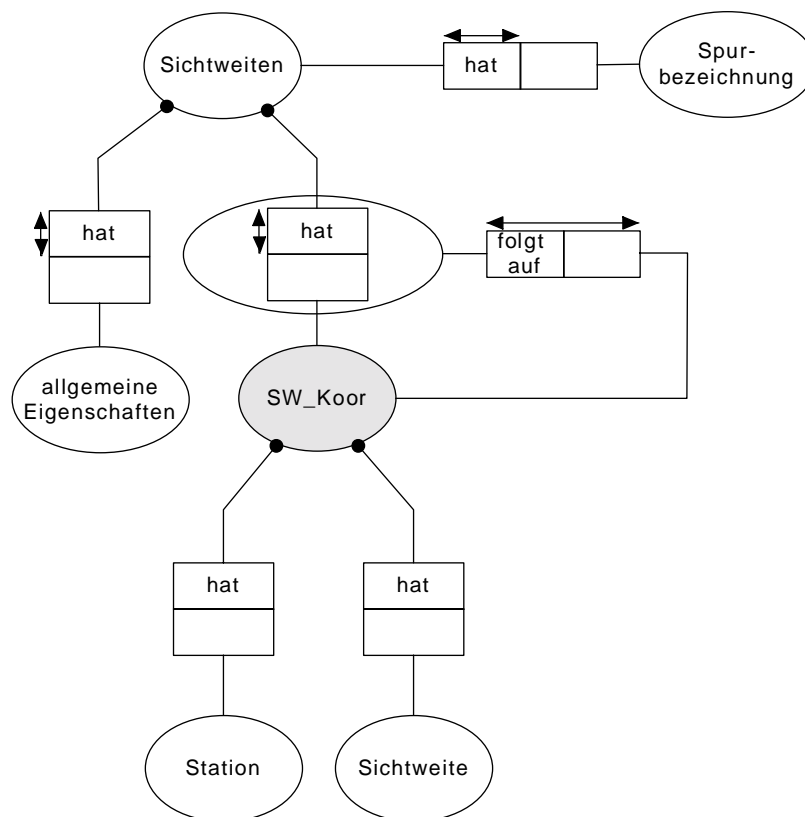 Sichtweiten
hat
Spur-
bezeichnung
hat
hat
folgt
auf
allgemeine
Eigenschaften
SW_Koor
hat
hat
Station
Sichtweite